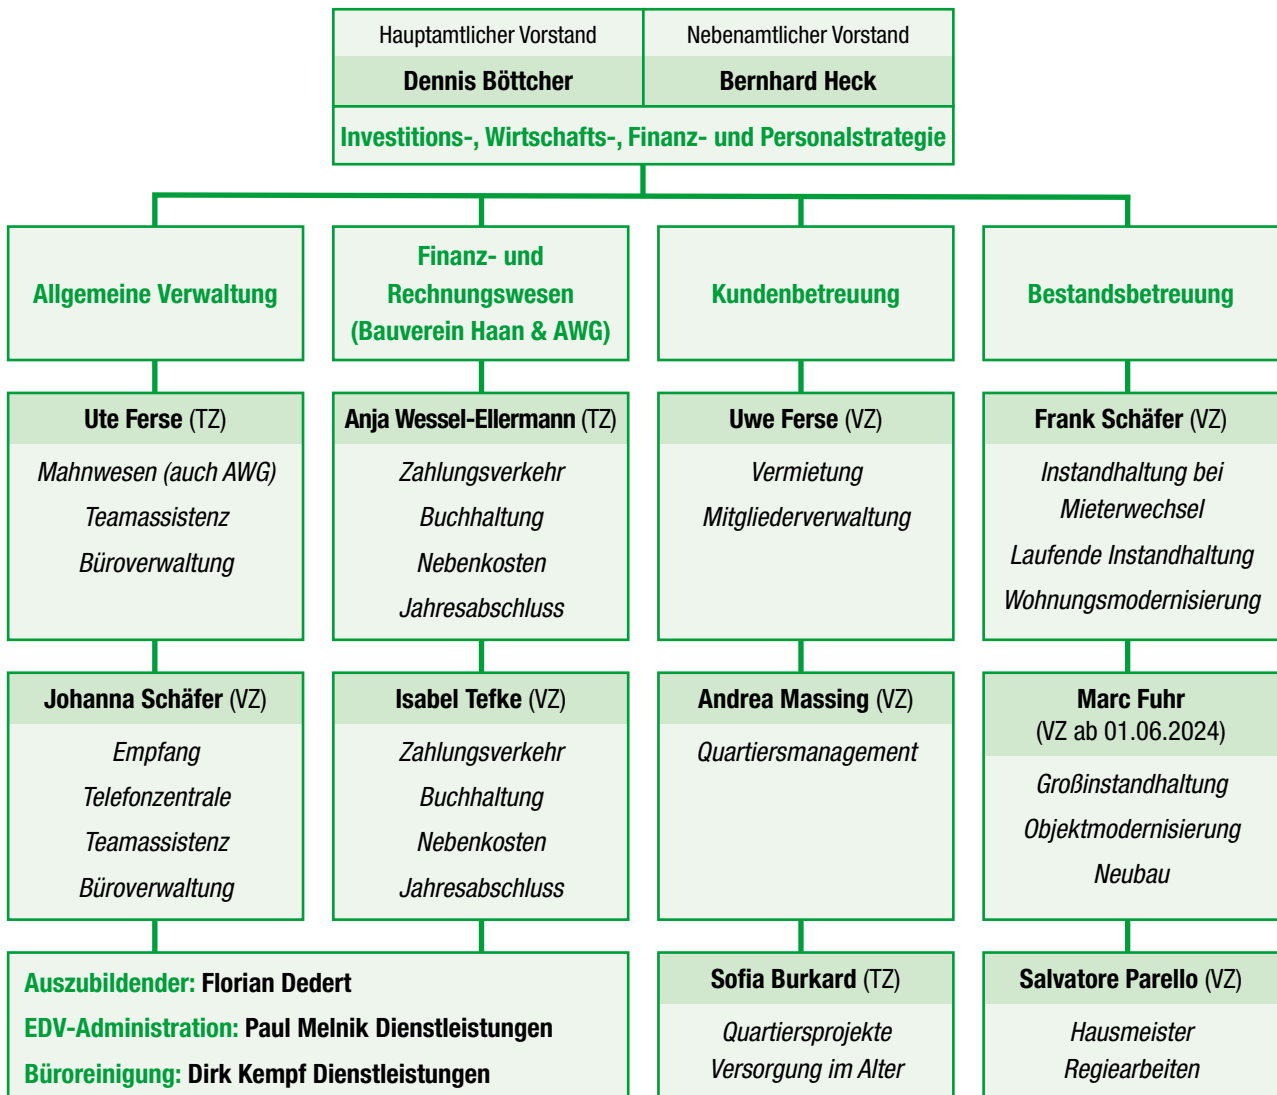 Hauptamtlicher Vorstand
Dennis Böttcher
Nebenamtlicher Vorstand
Bernhard Heck
Investitions-, Wirtschafts-, Finanz- und Personalstrategie
Allgemeine Verwaltung
Ute Ferse (TZ)
Mahnwesen (auch AWG)
Teamassistenz
Büroverwaltung
Johanna Schäfer (VZ)
Empfang
Telefonzentrale
Teamassistenz
Büroverwaltung
Finanz- und
Rechnungswesen
(Bauverein Haan & AWG)
Anja Wessel-Ellermann (TZ)
Zahlungsverkehr
Buchhaltung
Nebenkosten
Jahresabschluss
Isabel Tefke (VZ)
Zahlungsverkehr
Buchhaltung
Nebenkosten
Jahresabschluss
Auszubildender: Florian Dedert
EDV-Administration: Paul Melnik Dienstleistungen
Büroreinigung: Dirk Kempf Dienstleistungen
Kundenbetreuung
Uwe Ferse (VZ)
Vermietung
Mitgliederverwaltung
Andrea Massing (VZ)
Quartiersmanagement
Sofia Burkard (TZ)
Quartiersprojekte
Versorgung im Alter
Bestandsbetreuung
Frank Schäfer (VZ)
Instandhaltung bei
Mieterwechsel
Laufende Instandhaltung
Wohnungsmodernisierung
Marc Fuhr
(VZ ab 01.06.2024)
Großinstandhaltung
Objektmodernisierung
Neubau
Salvatore Parello (VZ)
Hausmeister
Regiearbeiten